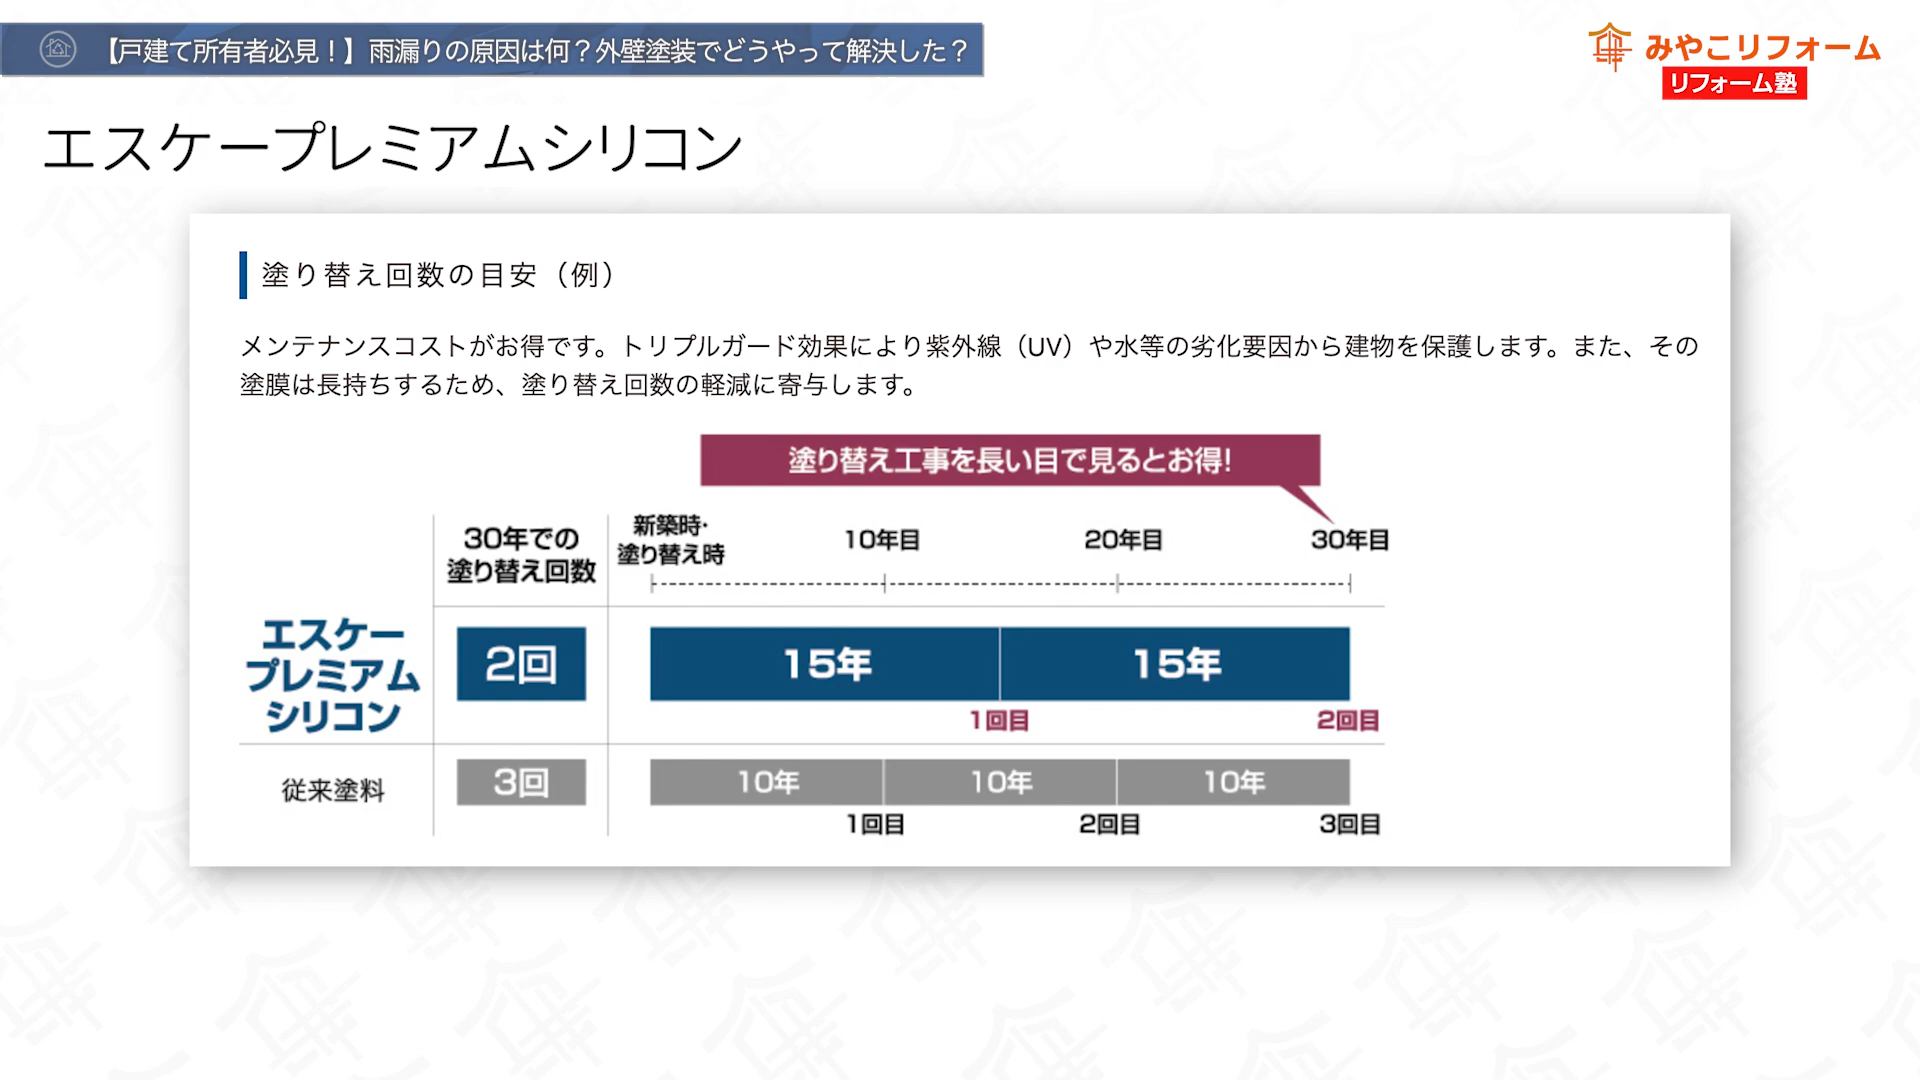 【戸建て所有者必見！】雨漏りの原因は何？外壁塗装でどうやって解決した？
みやこリフォーム
リフォーム塾
エスケープレミアムシリコン
塗り替え回数の目安（例）
メンテナンスコストがお得です。トリプルガード効果により紫外線（UV）や水等の劣化要因から建物を保護します。また、その
塗膜は長持ちするため、塗り替え回数の軽減に寄与します。
塗り替え工事を長い目で見るとお得!
30年での
塗り替え回数
新築時・
塗り替え時
10年目
20年目
30年目
エスケー
プレミアム
シリコン
2回
15年
15年
1回目
2回目
従来塗料
3回
10年
10年
10年
1回目
2回目
3回目